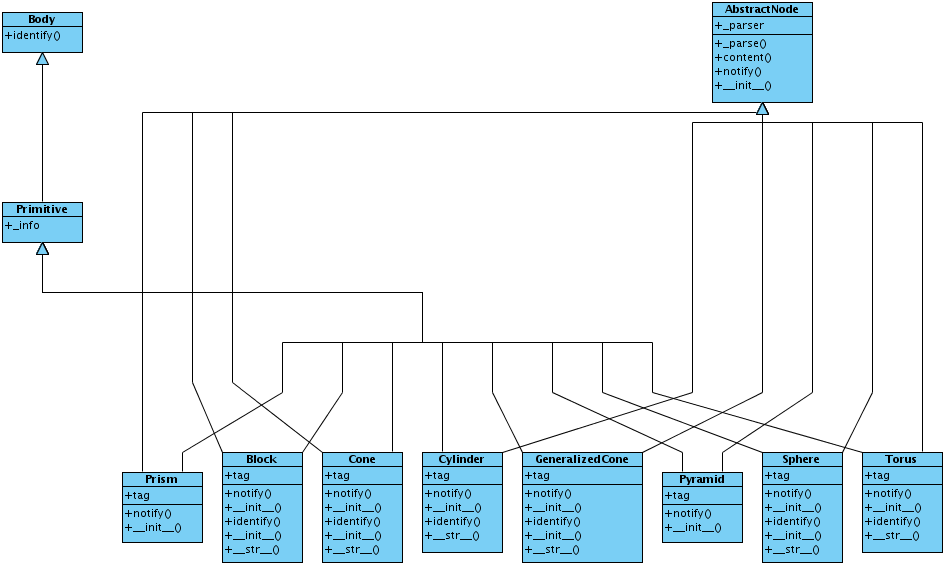 Body
+identify()
AbstractNode
+_parser
+_parse()
+content()
+notify()
+__init__()
Primitive
+_info
Prism
+tag
+notify()
+__init__()
Block
+tag
+notify()
+__init__()
+identify()
+__init__()
+__str__()
Cone
+tag
+notify()
+__init__()
+identify()
+__init__()
+__str__()
Cylinder
+tag
+notify()
+__init__()
+identify()
+__str__()
GeneralizedCone
+tag
+notify()
+__init__()
+identify()
+__init__()
+__str__()
Pyramid
+tag
+notify()
+__init__()
Sphere
+tag
+notify()
+__init__()
+identify()
+__init__()
+__str__()
Torus
+tag
+notify()
+__init__()
+identify()
+__str__()